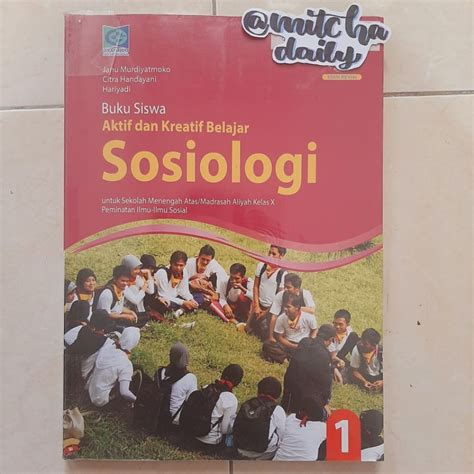 @mitcha
daily
Janu Murdiyatmoko
Citra Handayani
Hariyadi
Buku Siswa
Aktif dan Kreatif Belajar
Sosiologi
untuk Sekolah Menengah Atas/Madrasah Aliyah Kelas X
Peminatan Ilmu-Ilmu Sosial
1